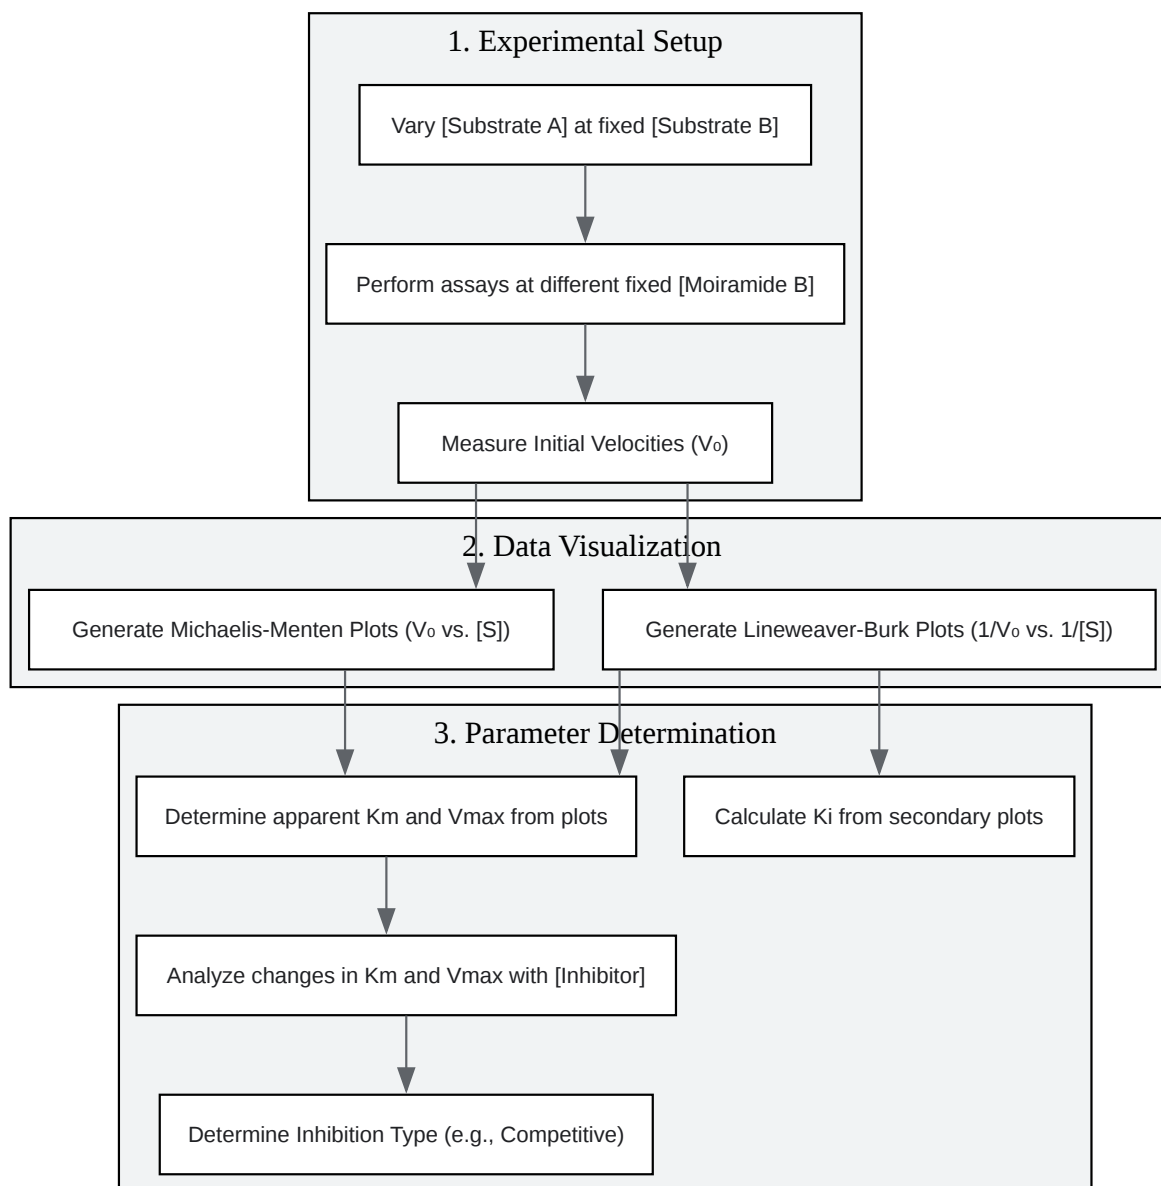 1. Experimental Setup
Vary [Substrate A] at fixed [Substrate B]
Perform assays at different fixed [Moiramide B]
Measure Initial Velocities (V₀)
2. Data Visualization
Generate Michaelis-Menten Plots (V₀ vs. [S])
Generate Lineweaver-Burk Plots (1/V₀ vs. 1/[S])
3. Parameter Determination
Determine apparent Km and Vmax from plots
Calculate Ki from secondary plots
Analyze changes in Km and Vmax with [Inhibitor]
Determine Inhibition Type (e.g., Competitive)